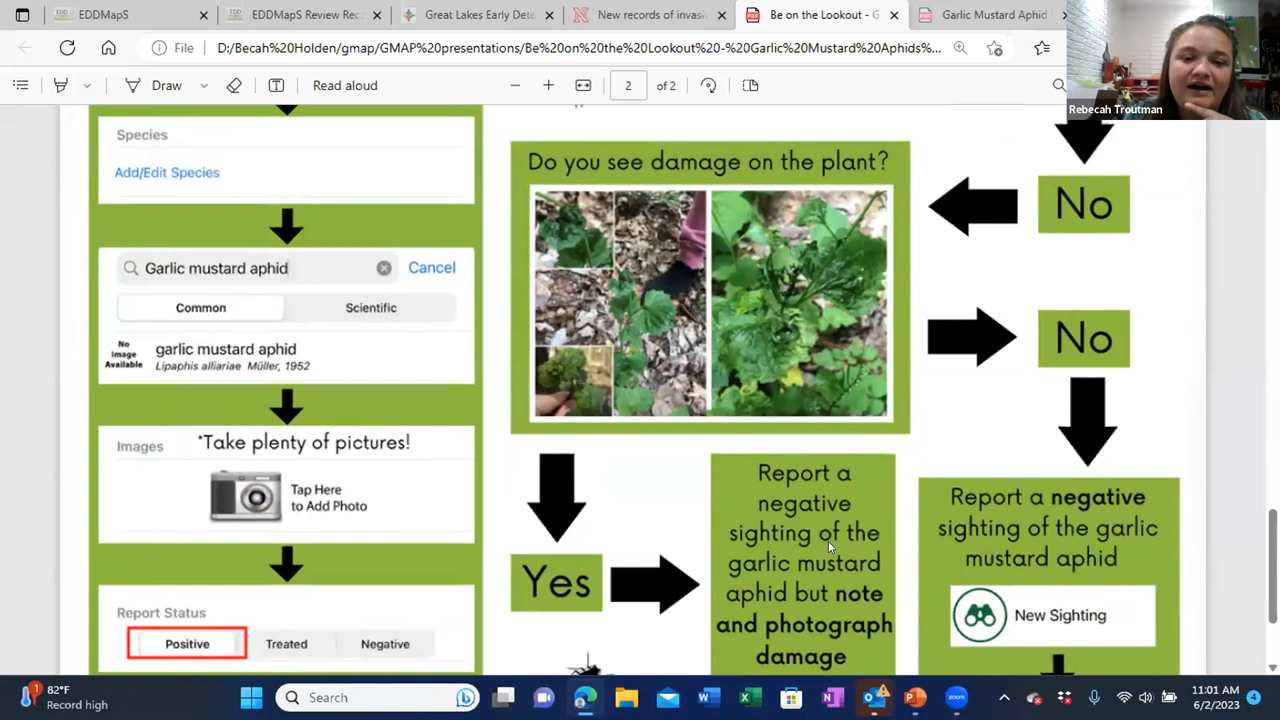 EDDMapS
EDDMapS Review Reca
Great Lakes Early Dete
New records of invasi
Be on the Lookout - G
Garlic Mustard Aphid
File
D:/Becah%20Holden/gmap/GMAP%20presentations/Be%20on%20the%20Lookout%20-%20Garlic%20Mustard%20Aphids%...
Draw
Read aloud
2
of 2
Rebecah Troutman
Species
Add/Edit Species
Garlic mustard aphid
Cancel
Common
Scientific
No
Image
Available
garlic mustard aphid
Lipaphis alliariae Müller, 1952
Images
*Take plenty of pictures!
Tap Here
to Add Photo
Report Status
Positive
Treated
Negative
Do you see damage on the plant?
No
No
Yes
Report a
negative
sighting of the
garlic mustard
aphid but note
and photograph
damage
Report a negative
sighting of the garlic
mustard aphid
New Sighting
1
82°F
Record high
Search
11:01 AM
6/2/2023
4